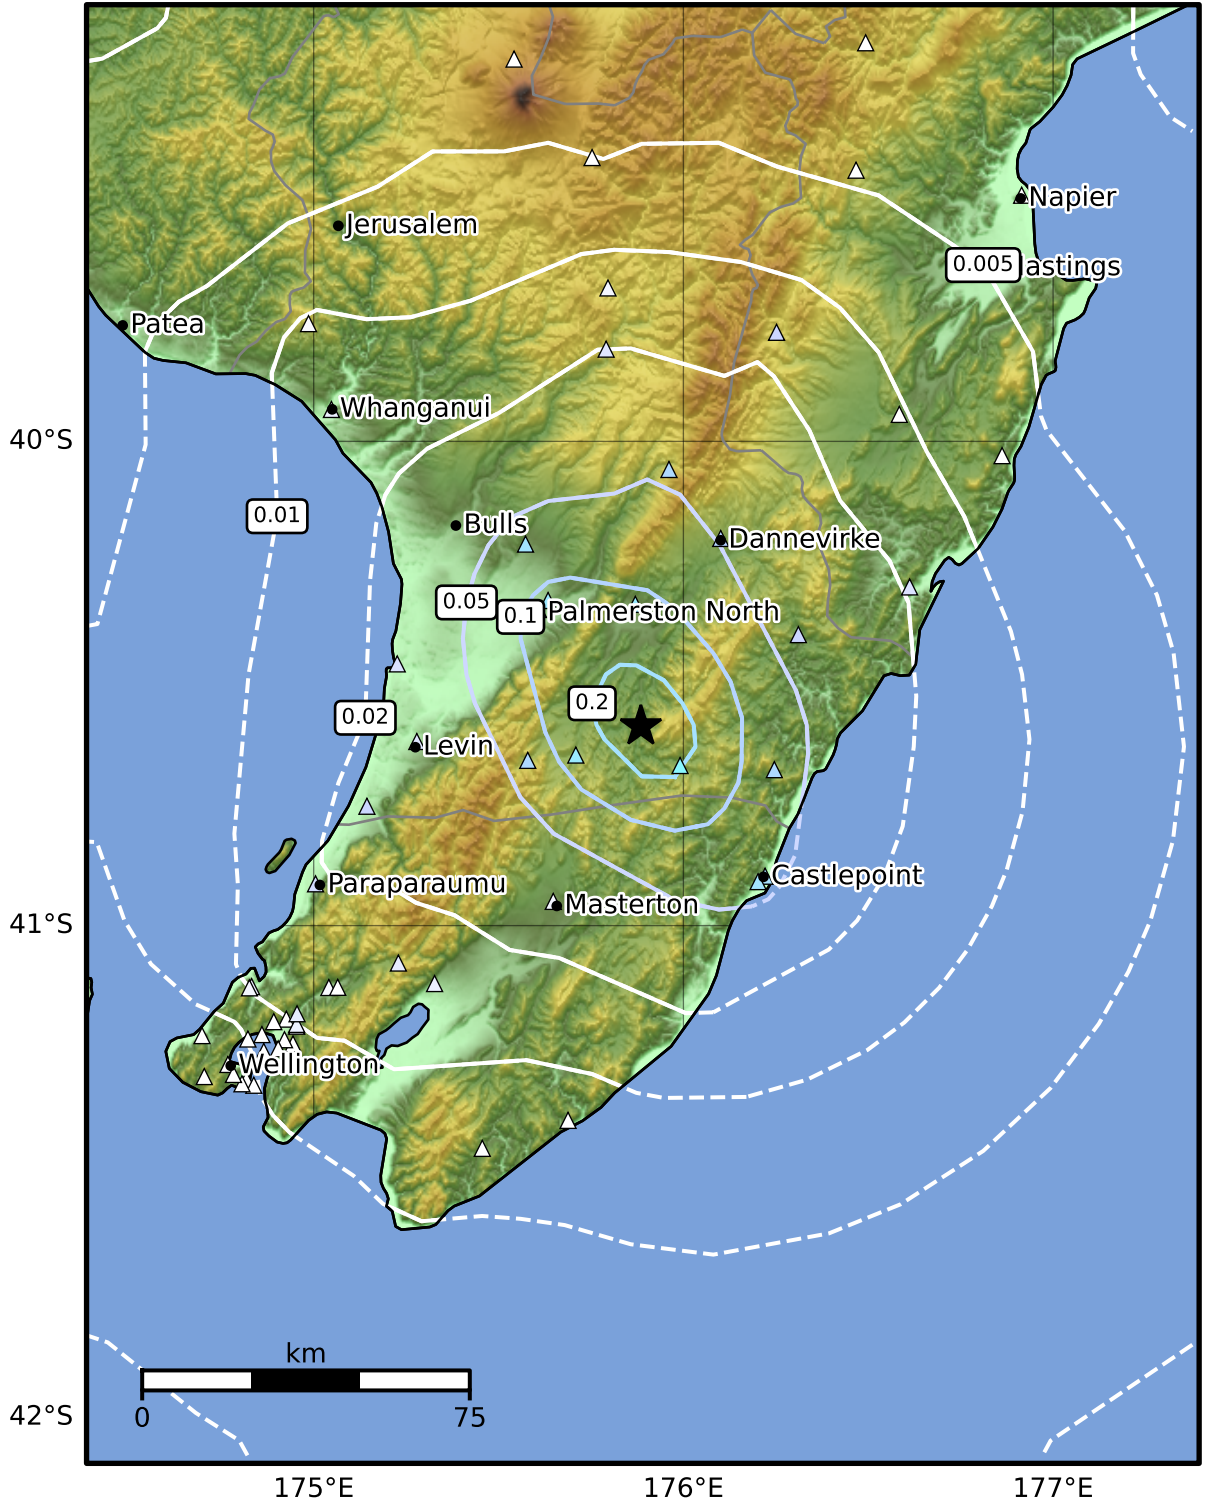 Napier
Jerusalem
0.005
astings
Patea
Whanganui
40°S
0.01
Bulls
Dannevirke
0.05
0.1
Palmerston North
0.2
0.02
Levin
Castlepoint
Paraparaumu
Masterton
41°S
Wellington
km
0
75
42°S
175°E
176°E
177°E